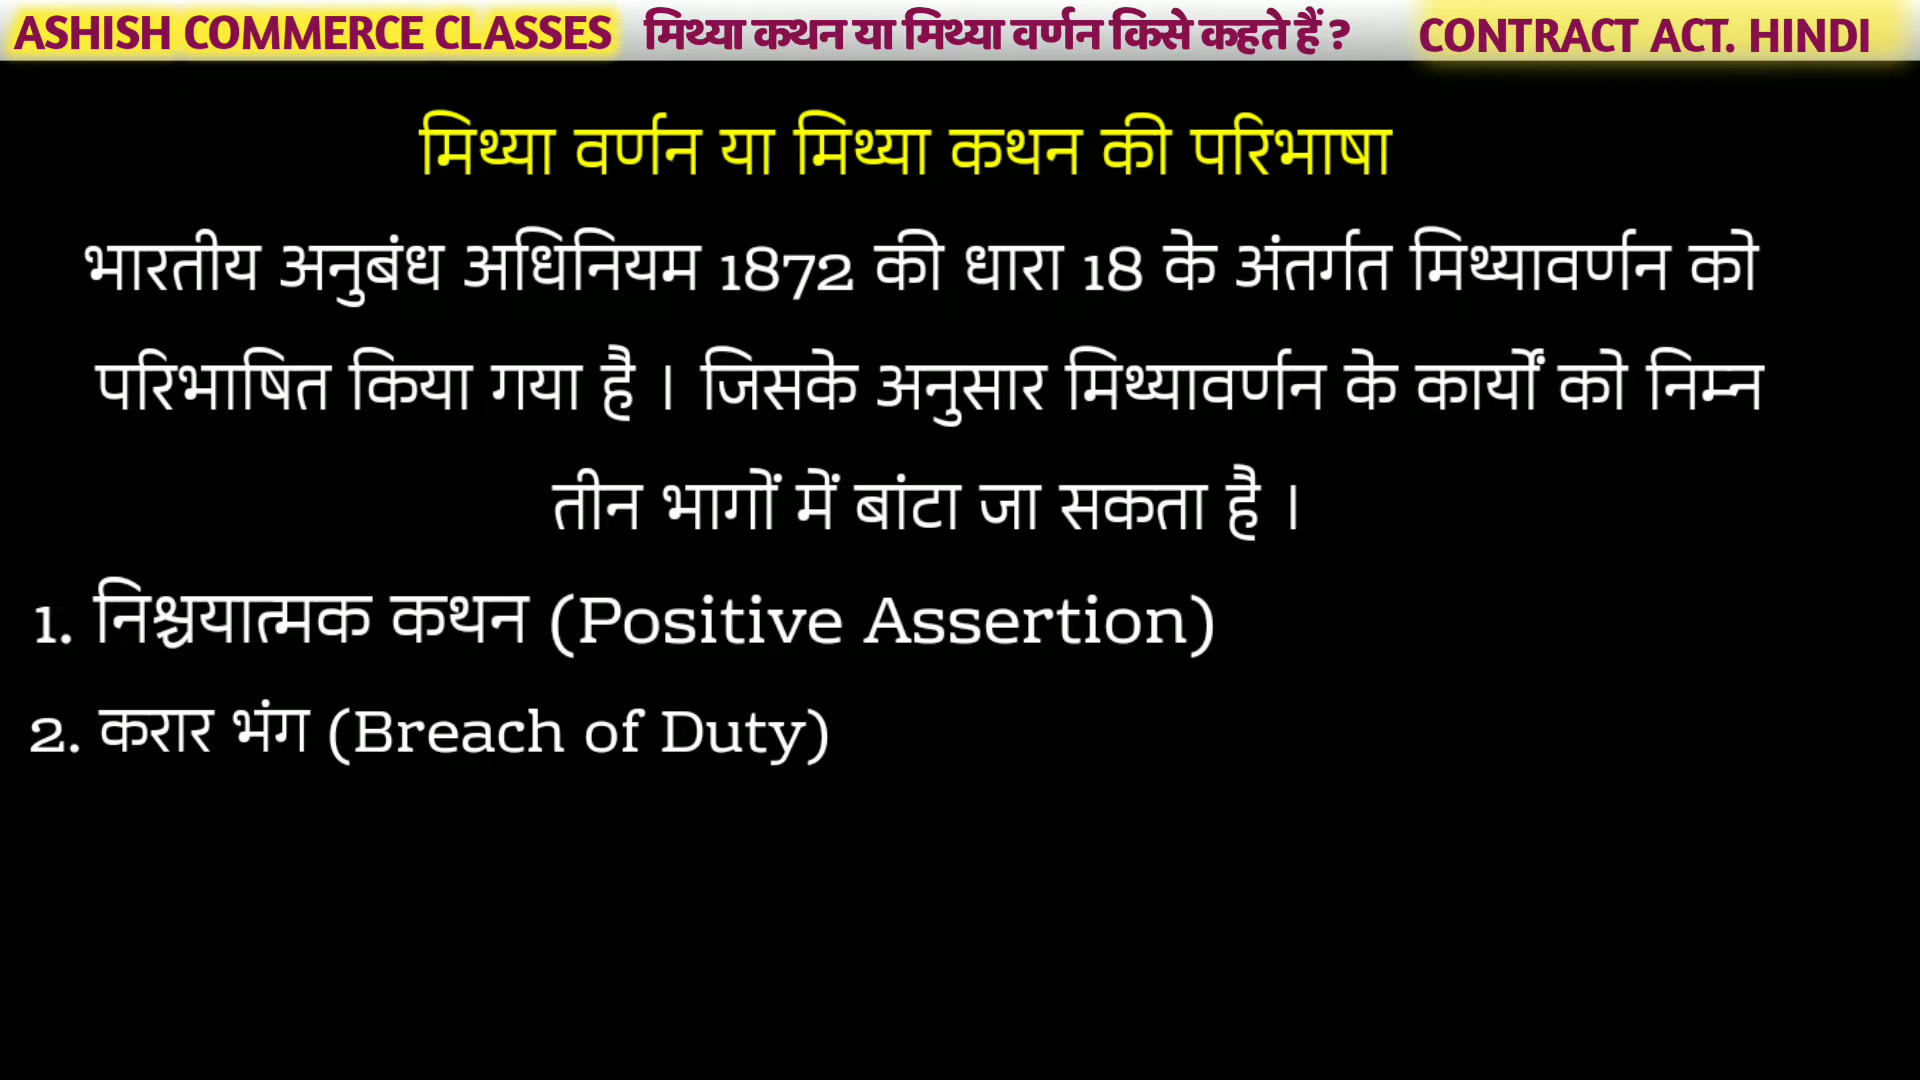 ASHISH COMMERCE CLASSES मिथ्या कथन या मिथ्या वर्णन किसे कहते हैं ? CONTRACT ACT. HINDI
मिथ्या वर्णन या मिथ्या कथन की परिभाषा
भारतीय अनुबंध अधिनियम 1872 की धारा 18 के अंतर्गत मिथ्यावर्णन को
परिभाषित किया गया है । जिसके अनुसार मिथ्यावर्णन के कार्यों को निम्न
तीन भागों में बांटा जा सकता है ।
1. निश्चयात्मक कथन (Positive Assertion)
2. करार भंग (Breach of Duty)